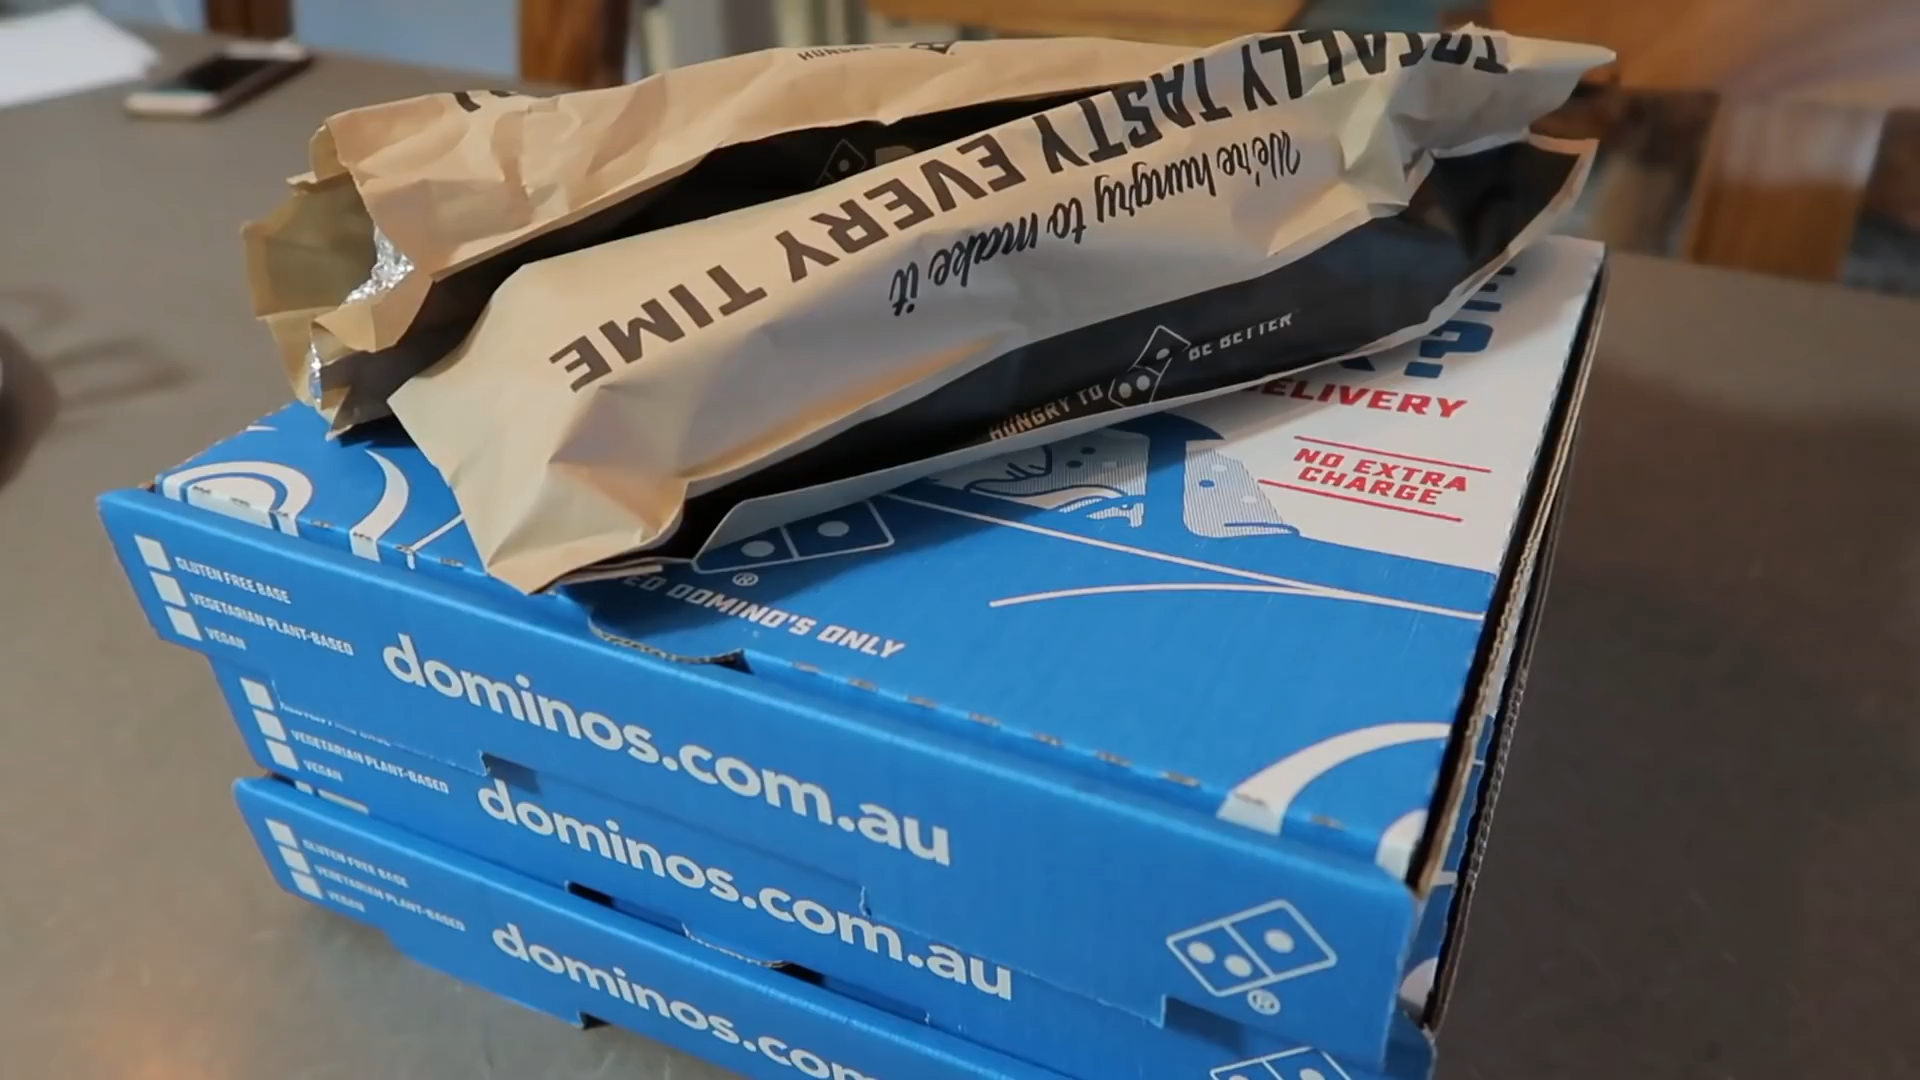 TOTALLY TASTY EVERY TIME
We're hungry to make it
HUNGRY TO BE BETTER
DELIVERY
NO EXTRA
CHARGE
DOMINO'S ONLY
GLUTEN FREE BASE
VEGETARIAN PLANT-BASED
VEGAN
dominos.com.au
VEGETARIAN PLANT-BASED
VEGAN
dominos.com.au
GLUTEN FREE BASE
VEGETARIAN PLANT-BASED
VEGAN
dominos.com